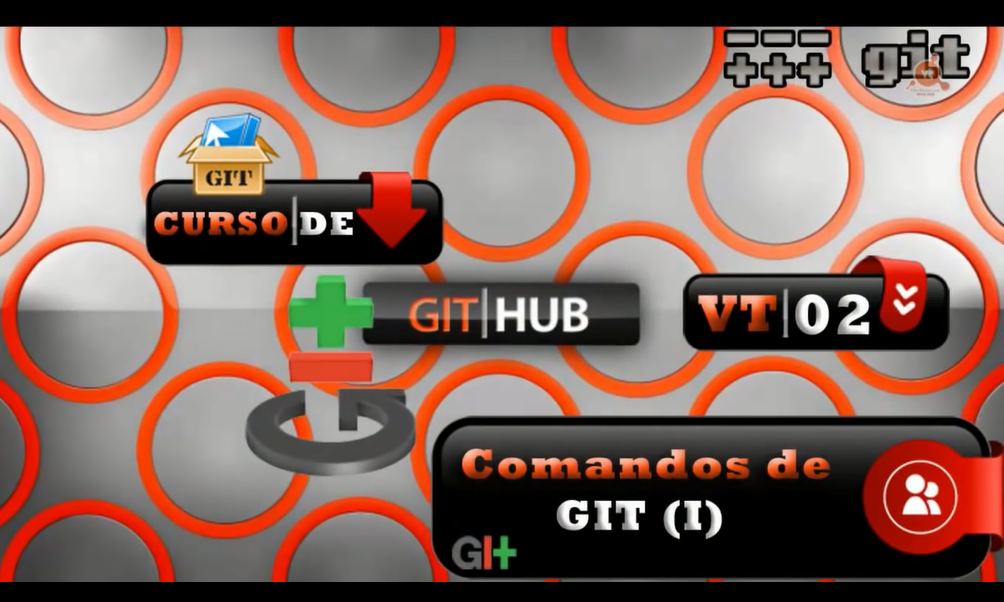 git
GIT
CURSO|DE
GIT|HUB
VT|02
Comandos de
GIT (I)
GIT